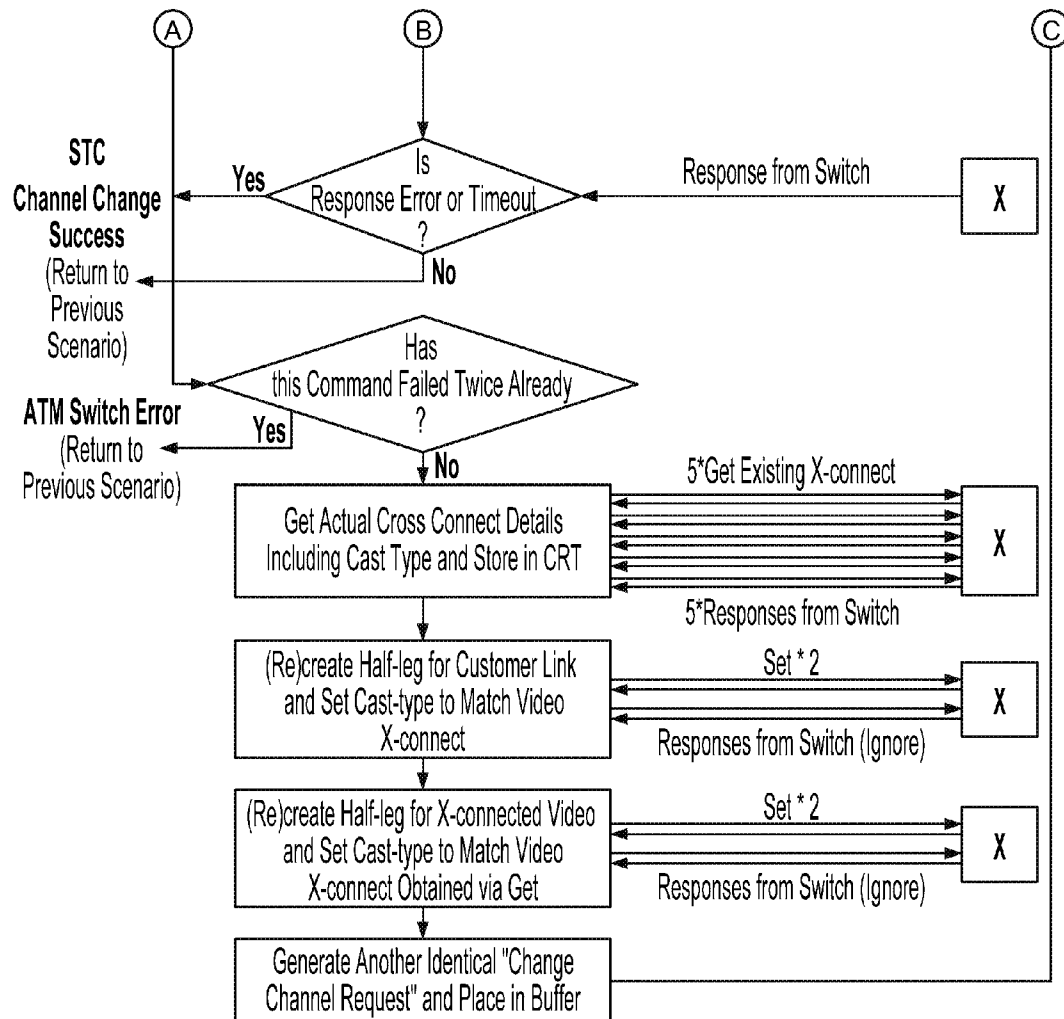 A
B
C
STC
Channel Change
Success
(Return to
Previous
Scenario)
Yes
Is
Response Error or Timeout
?
No
Response from Switch
X
Has
this Command Failed Twice Already
?
ATM Switch Error
(Return to
Previous Scenario)
Yes
No
Get Actual Cross Connect Details
Including Cast Type and Store in CRT
5*Get Existing X-connect
5*Responses from Switch
X
(Re)create Half-leg for Customer Link
and Set Cast-type to Match Video
X-connect
Set * 2
Responses from Switch (Ignore)
X
(Re)create Half-leg for X-connected Video
and Set Cast-type to Match Video
X-connect Obtained via Get
Set * 2
Responses from Switch (Ignore)
X
Generate Another Identical "Change
Channel Request" and Place in Buffer